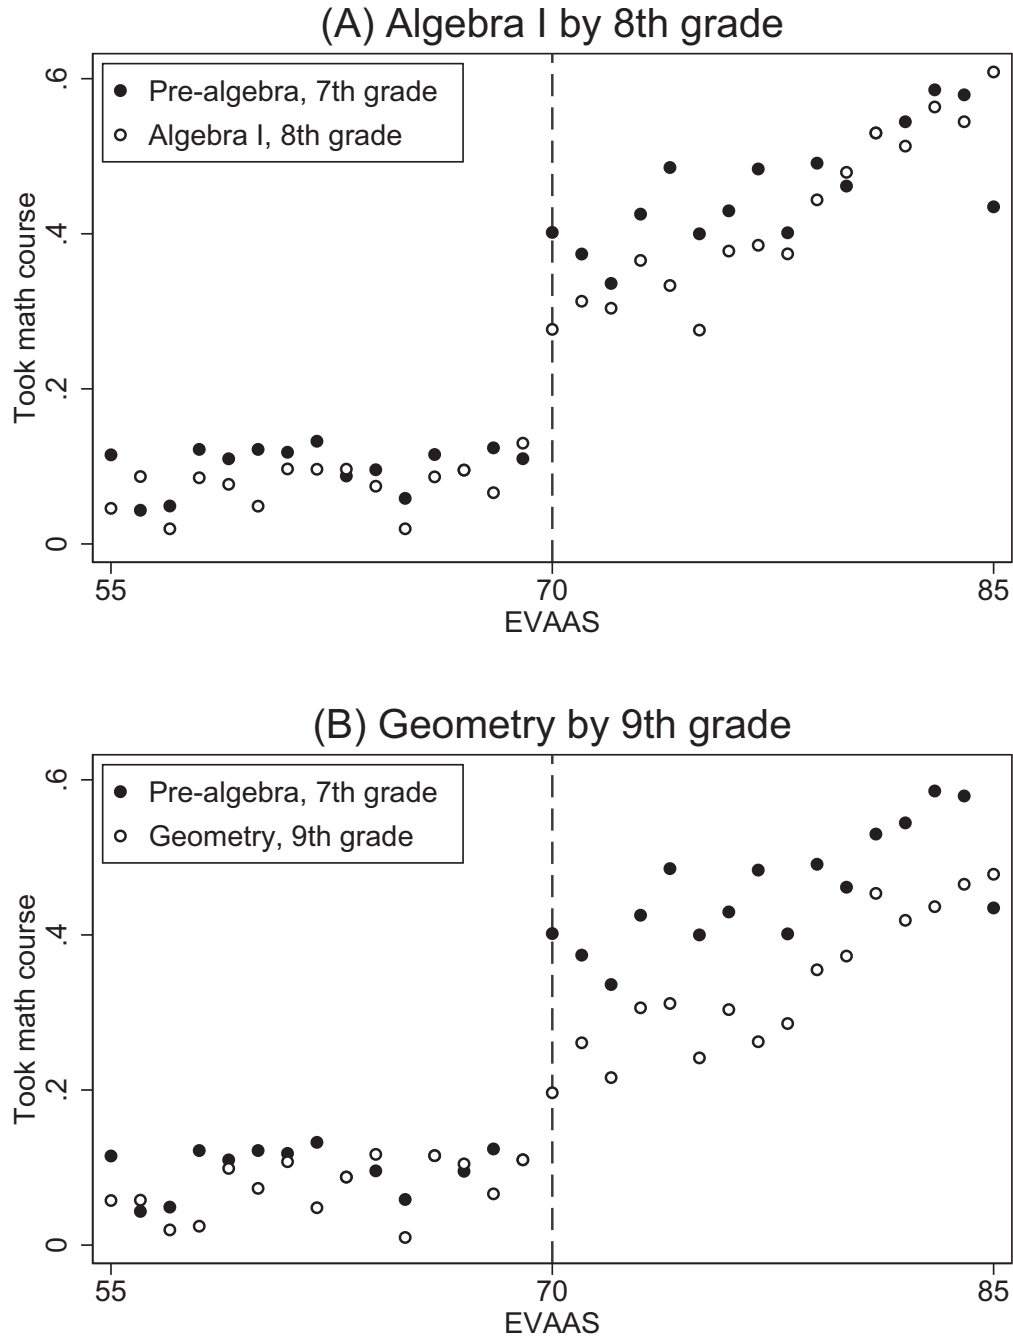 (A) Algebra I by 8th grade
Pre-algebra, 7th grade
Algebra I, 8th grade
Took math course
.6
.4
.2
0
55 70 85
EVAAS
(B) Geometry by 9th grade
Pre-algebra, 7th grade
Geometry, 9th grade
Took math course
.6
.4
.2
0
55 70 85
EVAAS